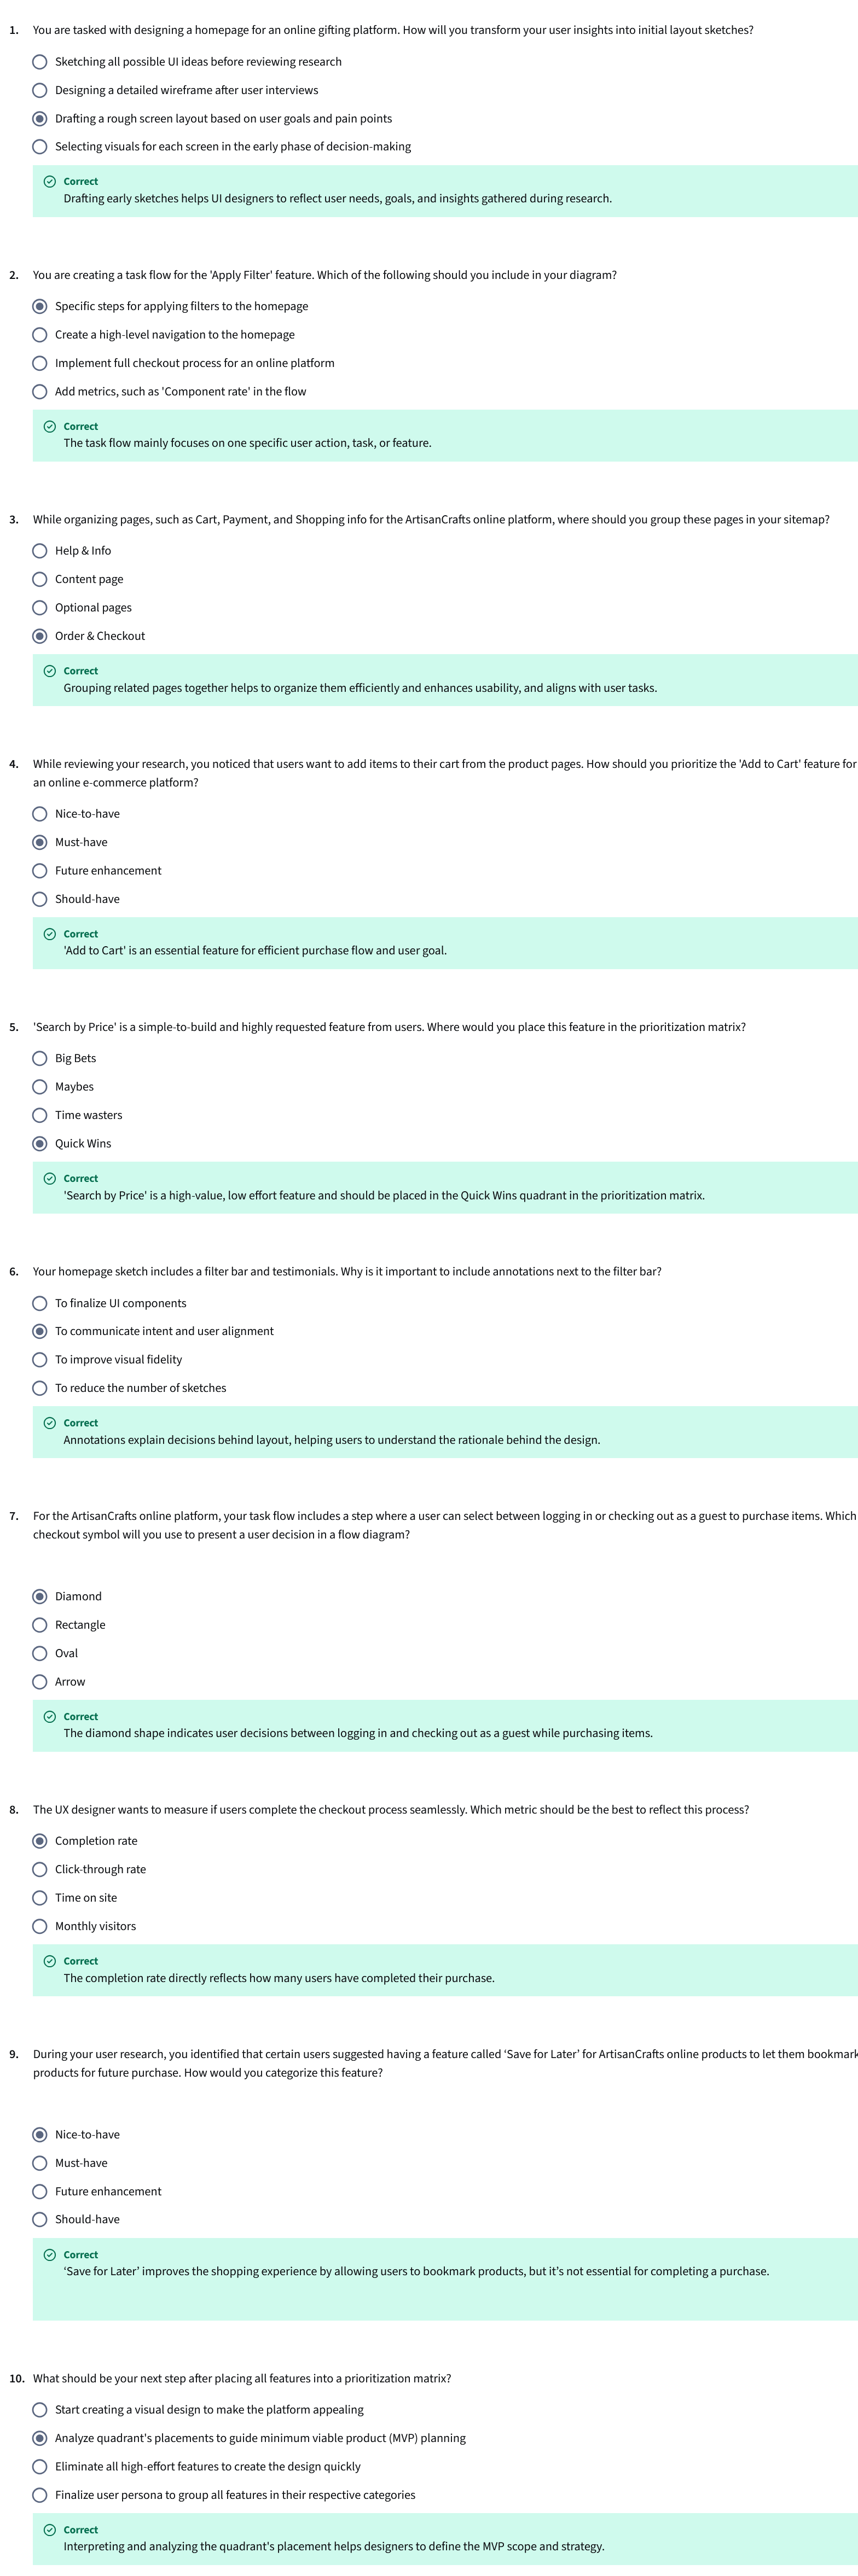 1. You are tasked with designing a homepage for an online gifting platform. How will you transform your user insights into initial layout sketches?
Sketching all possible UI ideas before reviewing research
Designing a detailed wireframe after user interviews
Drafting a rough screen layout based on user goals and pain points
Selecting visuals for each screen in the early phase of decision-making
Correct
Drafting early sketches helps UI designers to reflect user needs, goals, and insights gathered during research.
2. You are creating a task flow for the 'Apply Filter' feature. Which of the following should you include in your diagram?
Specific steps for applying filters to the homepage
Create a high-level navigation to the homepage
Implement full checkout process for an online platform
Add metrics, such as 'Component rate' in the flow
Correct
The task flow mainly focuses on one specific user action, task, or feature.
3. While organizing pages, such as Cart, Payment, and Shopping info for the ArtisanCrafts online platform, where should you group these pages in your sitemap?
Help & Info
Content page
Optional pages
Order & Checkout
Correct
Grouping related pages together helps to organize them efficiently and enhances usability, and aligns with user tasks.
4. While reviewing your research, you noticed that users want to add items to their cart from the product pages. How should you prioritize the 'Add to Cart' feature for
an online e-commerce platform?
Nice-to-have
Must-have
Future enhancement
Should-have
Correct
'Add to Cart' is an essential feature for efficient purchase flow and user goal.
5. 'Search by Price' is a simple-to-build and highly requested feature from users. Where would you place this feature in the prioritization matrix?
Big Bets
Maybes
Time wasters
Quick Wins
Correct
'Search by Price' is a high-value, low effort feature and should be placed in the Quick Wins quadrant in the prioritization matrix.
6. Your homepage sketch includes a filter bar and testimonials. Why is it important to include annotations next to the filter bar?
To finalize UI components
To communicate intent and user alignment
To improve visual fidelity
To reduce the number of sketches
Correct
Annotations explain decisions behind layout, helping users to understand the rationale behind the design.
7. For the ArtisanCrafts online platform, your task flow includes a step where a user can select between logging in or checking out as a guest to purchase items. Which
checkout symbol will you use to present a user decision in a flow diagram?
Diamond
Rectangle
Oval
Arrow
Correct
The diamond shape indicates user decisions between logging in and checking out as a guest while purchasing items.
8. The UX designer wants to measure if users complete the checkout process seamlessly. Which metric should be the best to reflect this process?
Completion rate
Click-through rate
Time on site
Monthly visitors
Correct
The completion rate directly reflects how many users have completed their purchase.
9. During your user research, you identified that certain users suggested having a feature called ‘Save for Later’ for ArtisanCrafts online products to let them bookmark
products for future purchase. How would you categorize this feature?
Nice-to-have
Must-have
Future enhancement
Should-have
Correct
‘Save for Later’ improves the shopping experience by allowing users to bookmark products, but it’s not essential for completing a purchase.
10. What should be your next step after placing all features into a prioritization matrix?
Start creating a visual design to make the platform appealing
Analyze quadrant's placements to guide minimum viable product (MVP) planning
Eliminate all high-effort features to create the design quickly
Finalize user persona to group all features in their respective categories
Correct
Interpreting and analyzing the quadrant's placement helps designers to define the MVP scope and strategy.